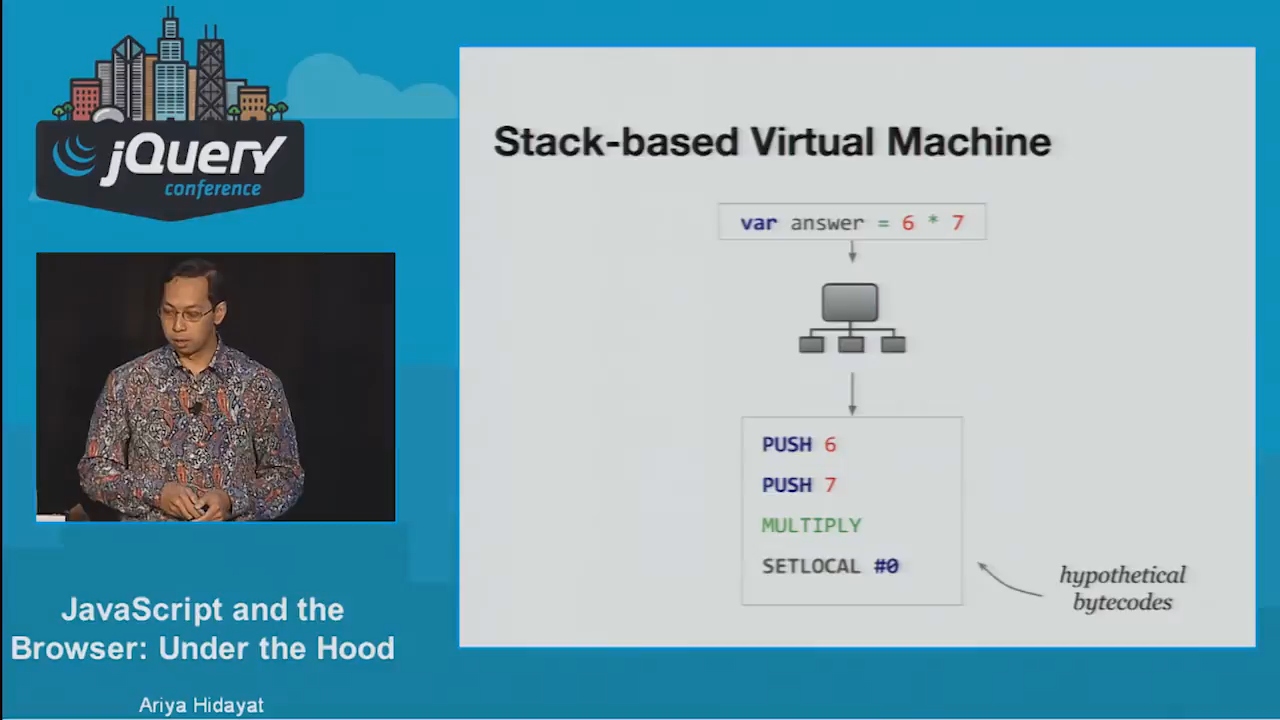 jQuery
conference
JavaScript and the
Browser: Under the Hood
Ariya Hidayat
Stack-based Virtual Machine
var answer = 6 * 7
PUSH 6
PUSH 7
MULTIPLY
SETLOCAL #0
hypothetical
bytecodes